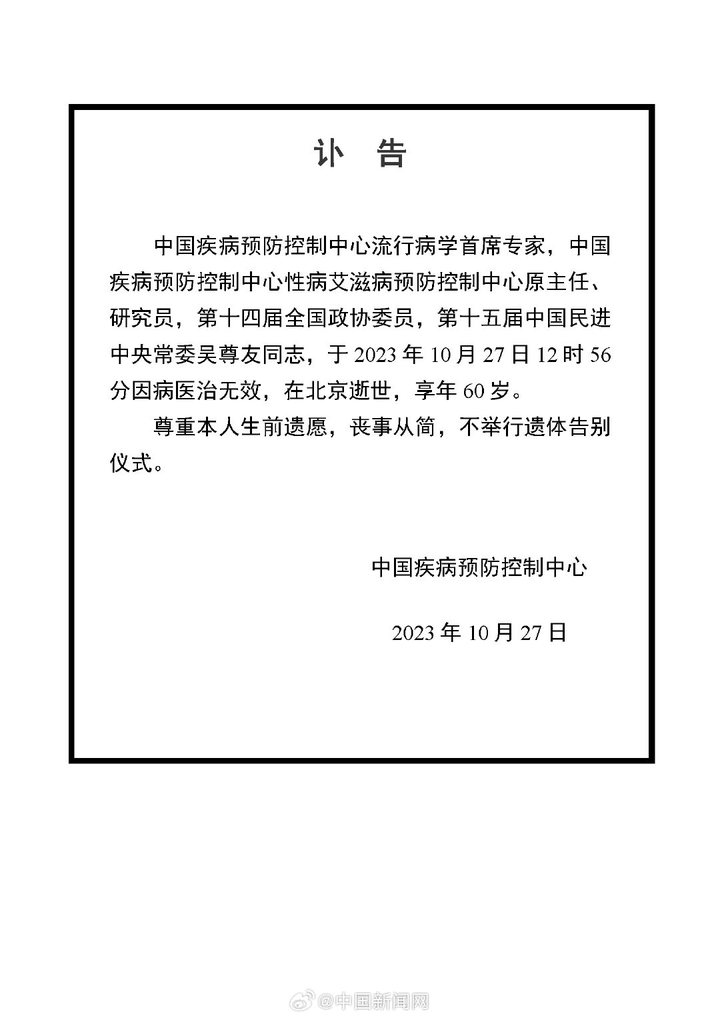 讣 告
中国疾病预防控制中心流行病学首席专家，中国
疾病预防控制中心性病艾滋病预防控制中心原主任、
研究员，第十四届全国政协委员，第十五届中国民进
中央常委吴尊友同志，于 2023 年 10 月 27 日 12 时 56
分因病医治无效，在北京逝世，享年 60 岁。
尊重本人生前遗愿，丧事从简，不举行遗体告别
仪式。
中国疾病预防控制中心
2023 年 10 月 27 日
@中国新闻网